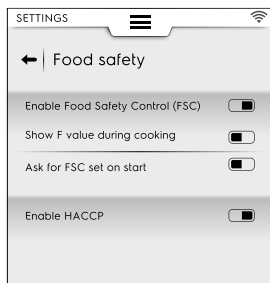 SETTINGS
Food safety
Enable Food Safety Control (FSC)
Show F value during cooking
Ask for FSC set on start
Enable HACCP